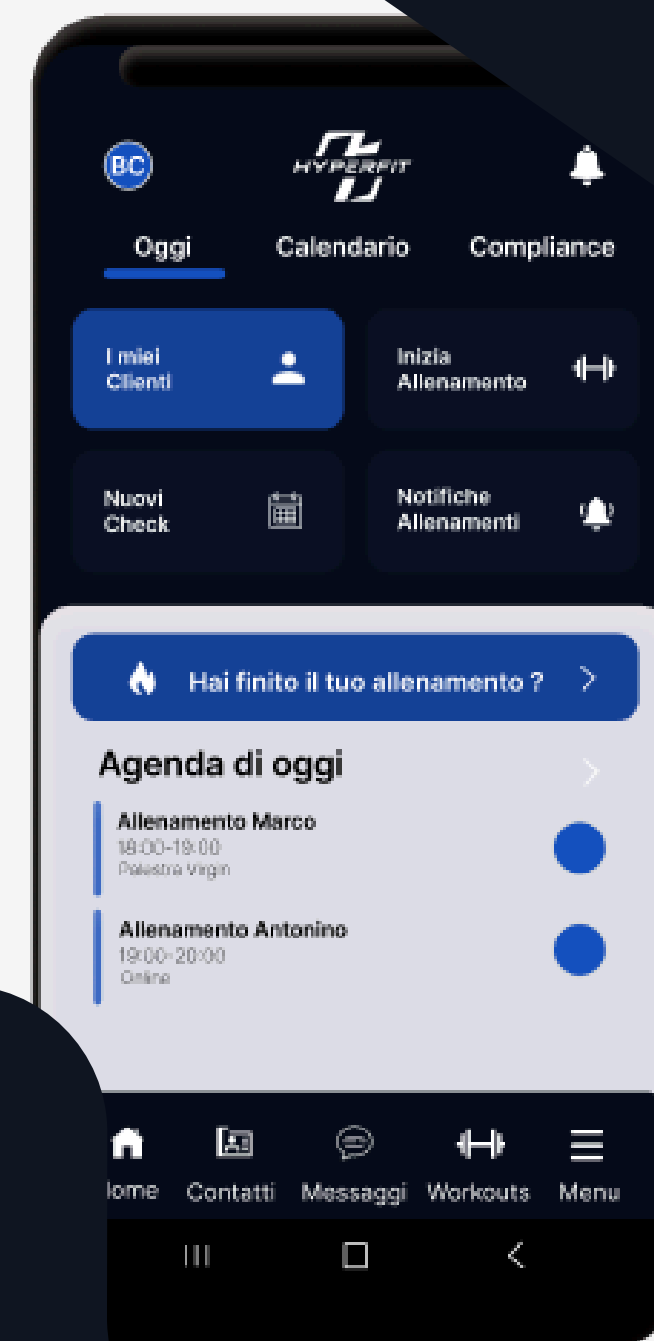 BC
HYPERFIT
Oggi Calendario Compliance
I miei
Clienti
Inizia
Allenamento
Nuovi
Check
Notifiche
Allenamenti
Hai finito il tuo allenamento ?
Agenda di oggi
Allenamento Marco
18:00-19:00
Palestra Virgin
Allenamento Antonino
19:00-20:00
Online
ome Contatti Messaggi Workouts Menu